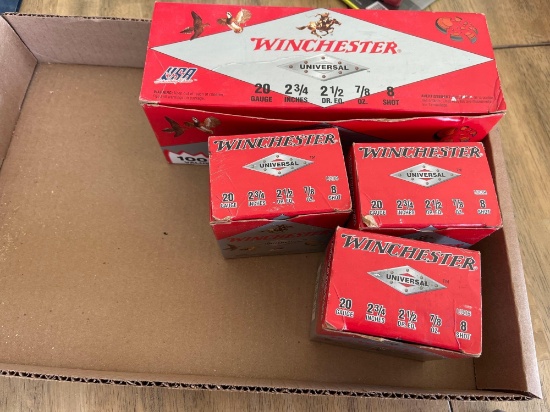 WINCHESTER
UNIVERSAL
USA
20 2 3/4 2 1/2 7/8 8
GAUGE INCHES DR. EQ. OZ. SHOT
100
WINCHESTER
UNIVERSAL
20 2 3/4 2 1/2 7/8 8
GAUGE INCHES DR. EQ. OZ. SHOT
WINCHESTER
UNIVERSAL
20 2 3/4 2 1/2 7/8 8
GAUGE INCHES DR. EQ. OZ. SHOT
WINCHESTER
UNIVERSAL
20 2 3/4 2 1/2 7/8 8
GAUGE INCHES DR. EQ. OZ. SHOT